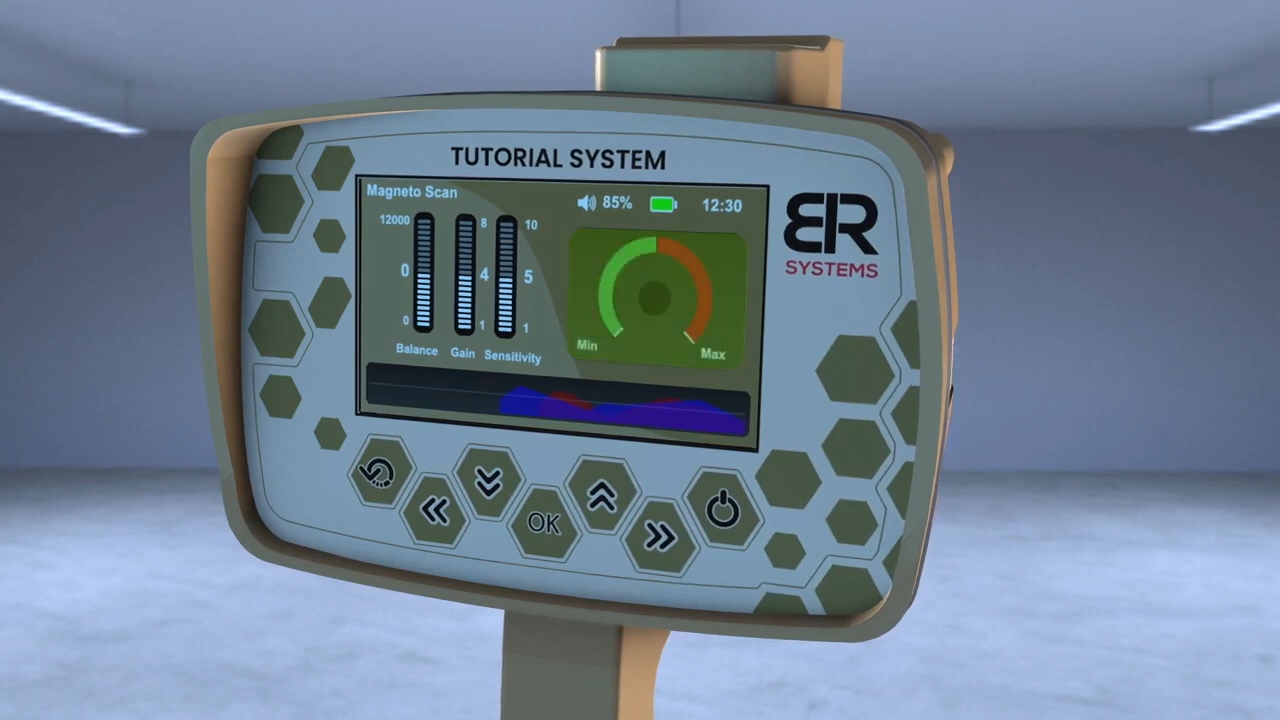 TUTORIAL SYSTEM
Magneto Scan
85%
12:30
12000
8
10
0
4
5
0
1
1
Balance
Gain
Sensitivity
Min
Max
BR
SYSTEMS
OK